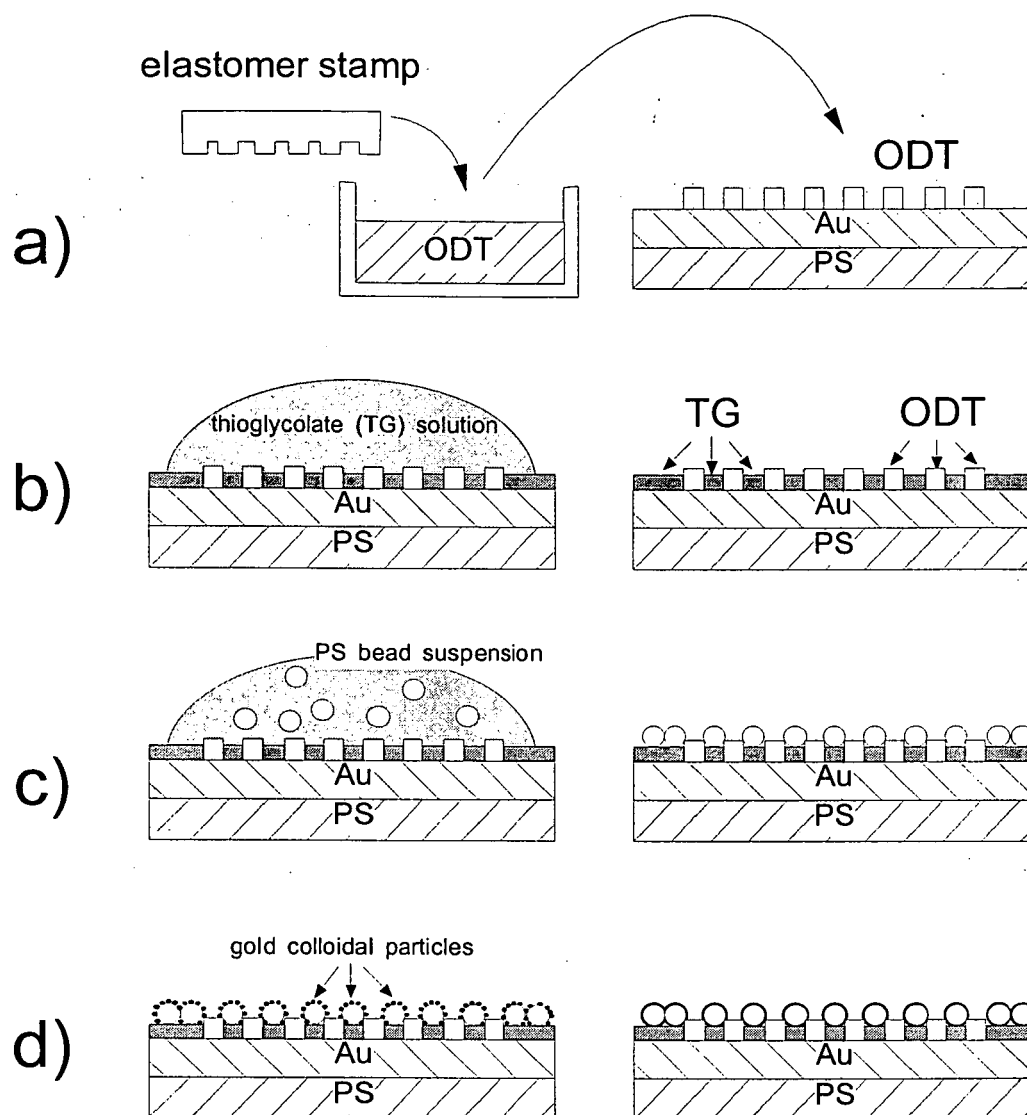 elastomer stamp
a)
ODT
ODT
Au
PS
b)
thioglycolate (TG) solution
Au
PS
TG
ODT
Au
PS
c)
PS bead suspension
Au
PS
Au
PS
d)
gold colloidal particles
Au
PS
Au
PS